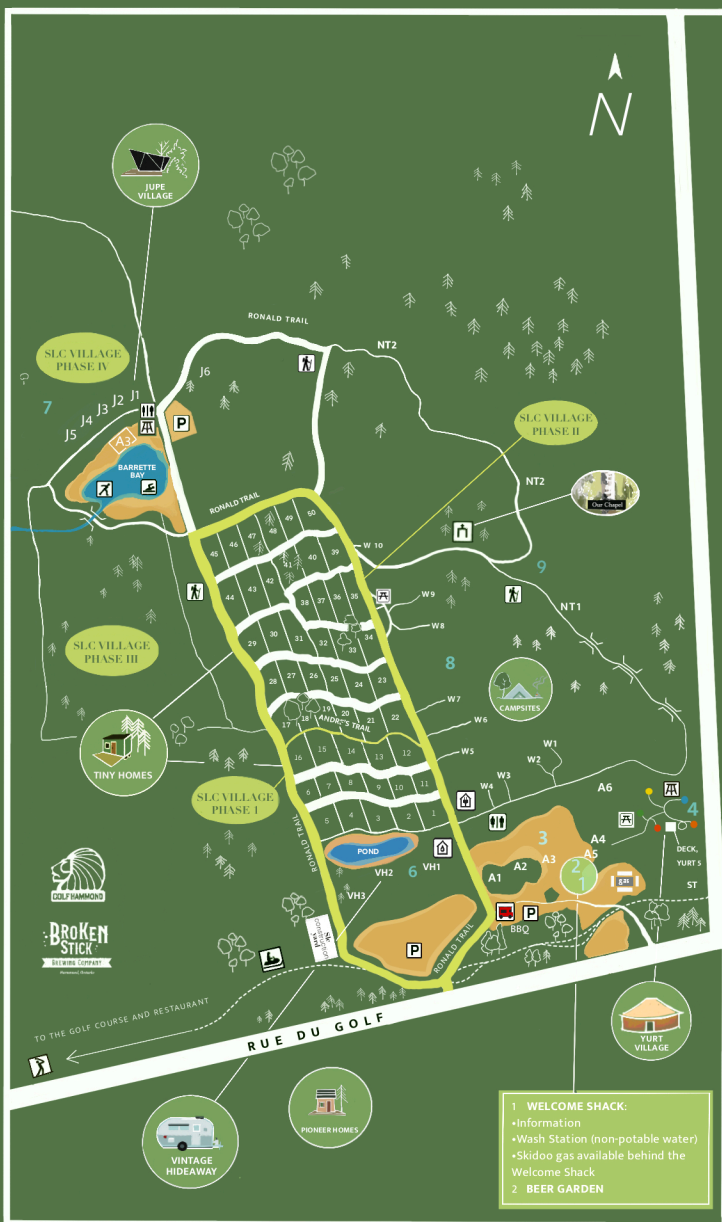 N
JUPE
VILLAGE
RONALD TRAIL
NT2
SLC VILLAGE
PHASE IV
J6
7
J1
J2
J3
J4
J5
P
A3
SLC VILLAGE
PHASE II
BARRETTE
BAY
NT2
Our Chapel
RONALD TRAIL
50
49
48
47
46
45
W 10
39
40
41
42
43
44
9
NT1
W9
W8
35
36
37
38
34
33
32
31
30
29
SLC VILLAGE
PHASE III
8
CAMPSITES
23
24
25
26
27
28
W7
W6
22
21
20
19
18
17
TINY HOMES
W5
12
13
14
15
16
W1
W2
W3
W4
A6
SLC VILLAGE
PHASE 1
11
10
9
8
7
6
1
2
3
4
5
4
3
A4
A5
A3
A2
A1
DECK,
YURT S
ST
2
1
gas
POND
6
VH1
VH2
VH3
RONALD TRAIL
GOLF HAMMOND
BROKEN
STICK
BREWING COMPANY
P
BBQ
Slc
construction
yard
P
RONALD TRAIL
TO THE GOLF COURSE AND RESTAURANT
RUE DU GOLF
YURT
VILLAGE
PIONEER HOMES
VINTAGE
HIDEAWAY
1 WELCOME SHACK:
•Information
•Wash Station (non-potable water)
•Skidoo gas available behind the
Welcome Shack
2 BEER GARDEN